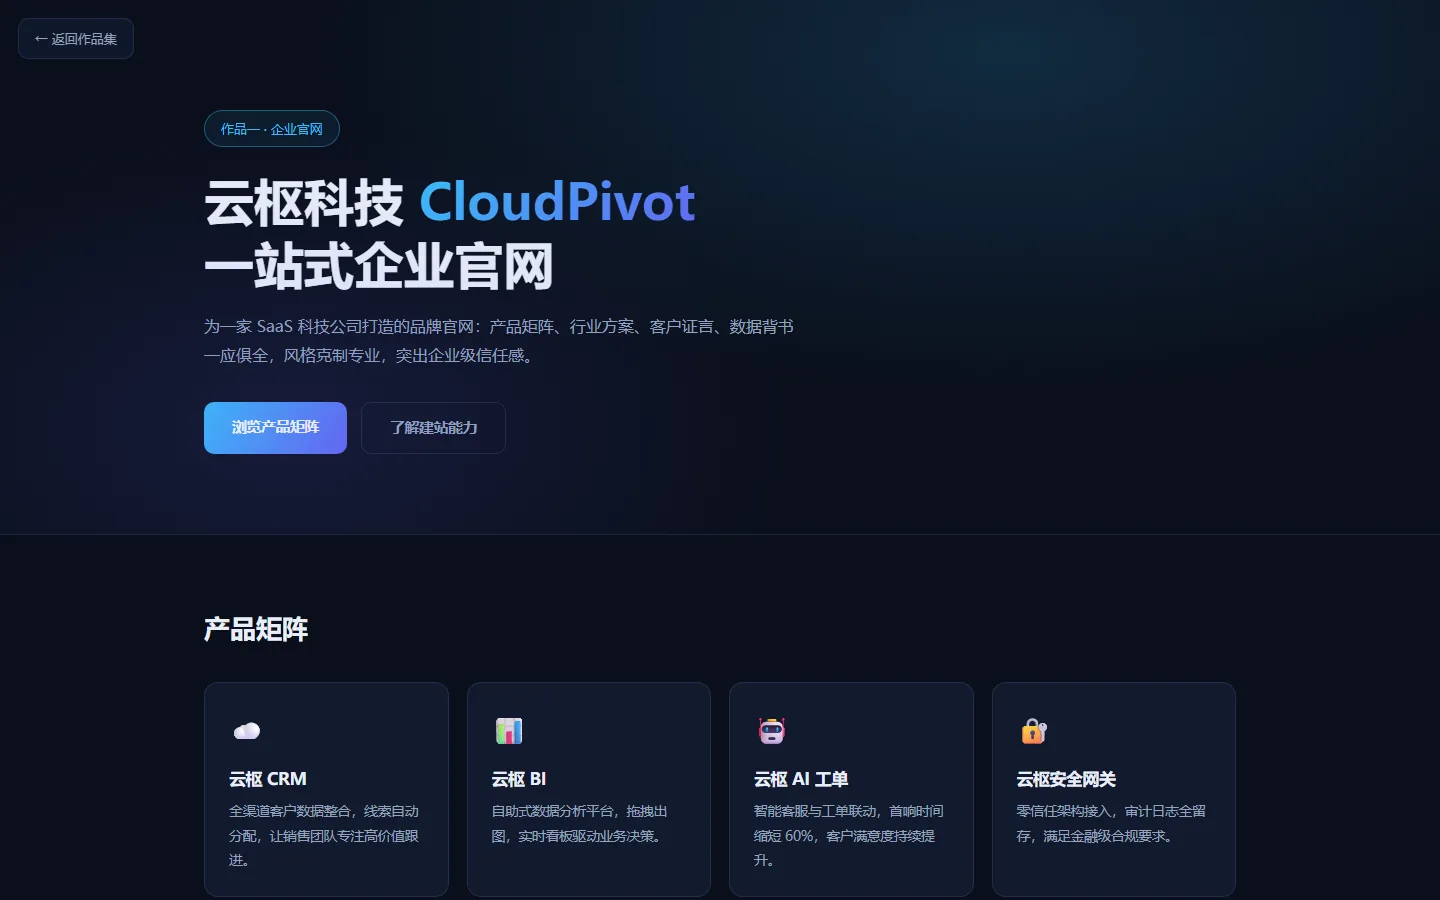 ← 返回作品集
作品一 · 企业官网
云枢科技 CloudPivot
一站式企业官网
为一家 SaaS 科技公司打造的品牌官网：产品矩阵、行业方案、客户证言、数据背书
一应俱全，风格克制专业，突出企业级信任感。
浏览产品矩阵
了解建站能力
产品矩阵
云枢 CRM
全渠道客户数据整合，线索自动
分配，让销售团队专注高价值跟
进。
云枢 BI
自助式数据分析平台，拖拽出
图，实时看板驱动业务决策。
云枢 AI 工单
智能客服与工单联动，首响时间
缩短 60%，客户满意度持续提
升。
云枢安全网关
零信任架构接入，审计日志全留
存，满足金融级合规要求。